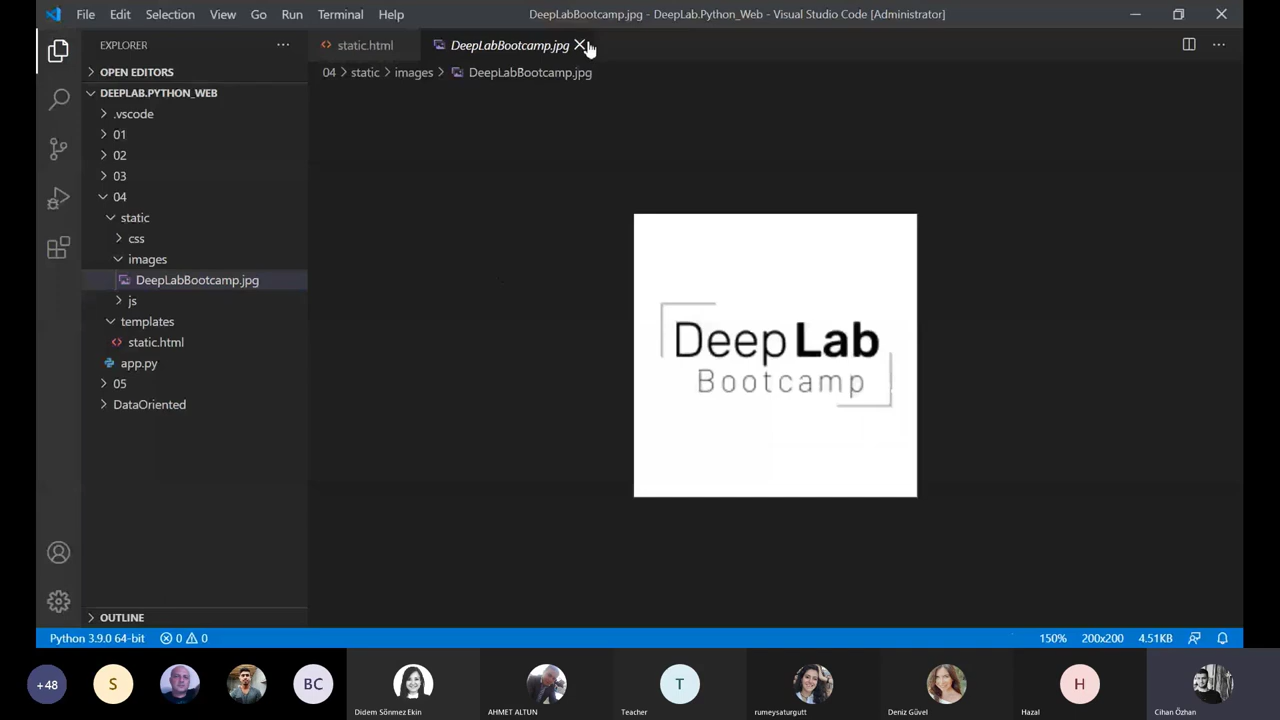 File Edit Selection View Go Run Terminal Help
DeepLabBootcamp.jpg - DeepLab.Python_Web - Visual Studio Code [Administrator]
EXPLORER
static.html
DeepLabBootcamp.jpg
OPEN EDITORS
04 > static > images > DeepLabBootcamp.jpg
DEEPLAB.PYTHON_WEB
.vscode
01
02
03
04
static
css
images
DeepLabBootcamp.jpg
js
templates
static.html
app.py
05
DataOriented
Deep Lab
Bootcamp
OUTLINE
Python 3.9.0 64-bit 0 0
150% 200x200 4.51KB
+48 S BC T H
Didem Sönmez Ekin AHMET ALTUN Teacher rumeysaturgutt Deniz Güvel Hazal Cihan Özhan